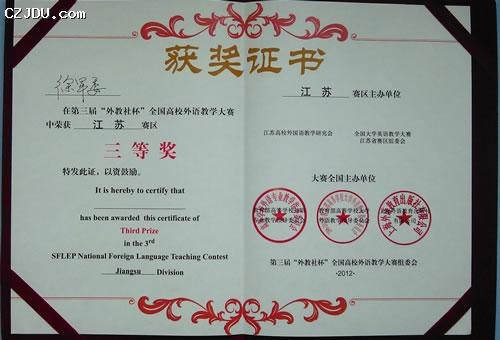 CZJDU.com
获奖证书
在第三届“外教社杯”全国高校外语教学大赛
中荣获 江苏 赛区
三等奖
特发此证，以资鼓励。
It is hereby to certify that
has been awarded this certificate of
Third Prize
in the 3rd
SFLEP National Foreign Language Teaching Contest
Jiangsu Division
江苏 赛区主办单位
江苏高校外国语教学研究会
全国大学英语教学大赛
江苏省赛区组委会
大赛全国主办单位
第三届“外教社杯”全国高校外语教学大赛组委会
·2012·
CZJDU.com